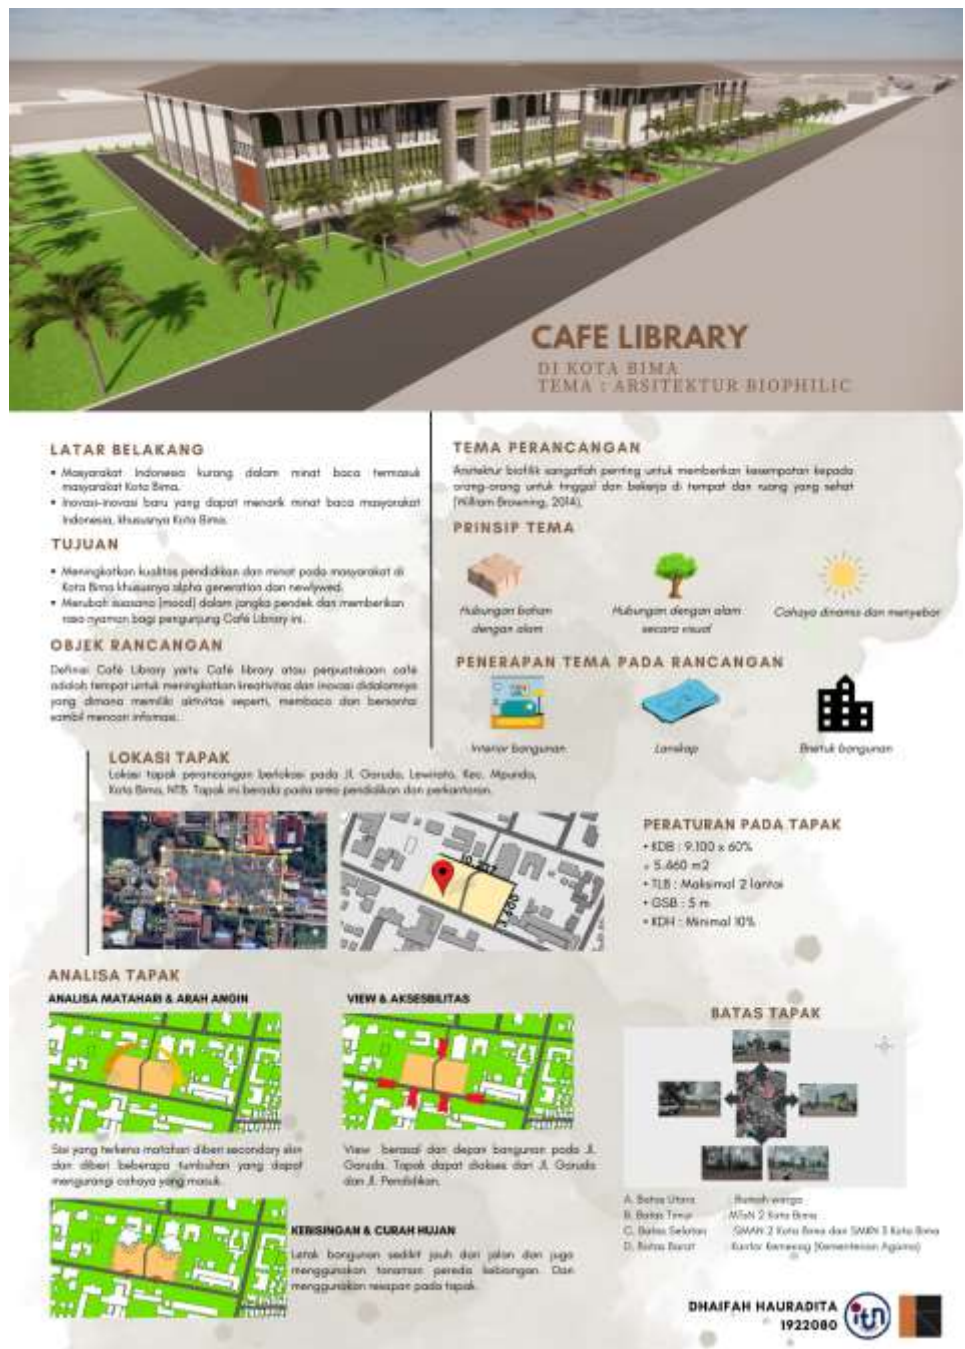 CAFE LIBRARY
DI KOTA BIMA
TEMA : ARSITEKTUR BIOPHILIC
LATAR BELAKANG
• Masyarakat Indonesia kurang dalam minat baca termasuk
masyarakat Kota Bima.
• Inovasi-inovasi baru yang dapat menarik minat baca masyarakat
Indonesia, khususnya Kota Bima.
TUJUAN
• Meningkatkan kualitas pendidikan dan minat pada masyarakat di
Kota Bima khususnya alpha generation dan newlywed.
• Merubah suasana (mood) dalam jangka pendek dan memberikan
rasa nyaman bagi pengunjung Café Library ini.
OBJEK RANCANGAN
Definisi Café Library yaitu Café library atau perpustakaan café
adalah tempat untuk meningkatkan kreativitas dan inovasi didalamnya
yang dimana memiliki aktivitas seperti, membaca dan bersantai
sambil mencari infomasi.
TEMA PERANCANGAN
Arsitektur biofilik sangatlah penting untuk memberikan kesempatan kepada
orang-orang untuk tinggal dan bekerja di tempat dan ruang yang sehat
(William Browning, 2014).
PRINSIP TEMA
Hubungan bahan
dengan alam
Hubungan dengan alam
secara visual
Cahaya dinamis dan menyebar
PENERAPAN TEMA PADA RANCANGAN
Interior bangunan
Lanskap
Bnetuk bangunan
LOKASI TAPAK
Lokasi tapak perancangan berlokasi pada Jl. Garuda, Lewirato, Kec. Mpunda,
Kota Bima, NTB. Tapak ini berada pada area pendidikan dan perkantoran.
PERATURAN PADA TAPAK
• KDB : 9.100 x 60%
= 5.460 m2
• TLB : Maksimal 2 lantai
• GSB : 5 m
• KDH : Minimal 10%
ANALISA TAPAK
ANALISA MATAHARI & ARAH ANGIN
Sisi yang terkena matahari diberi secondary skin
dan diberi beberapa tumbuhan yang dapat
mengurangi cahaya yang masuk.
VIEW & AKSESBILITAS
View berasal dari depan bangunan pada Jl.
Garuda. Tapak dapat diakses dari Jl. Garuda
dan Jl. Pendidikan.
KEBISINGAN & CURAH HUJAN
Letak bangunan sedikit jauh dari jalan dan juga
menggunakan tanaman peredis kebisingan. Dan
menggunakan resapan pada tapak.
BATAS TAPAK
A. Batas Utara : Rumah warga
B. Batas Timur : MTsN 2 Kota Bima
C. Batas Selatan : SMAN 2 Kota Bima dan SMKN 3 Kota Bima
D. Batas Barat : Kantor Kemenag (Kementerian Agama)
DHAIFAH HAURADITA
1922080
itn